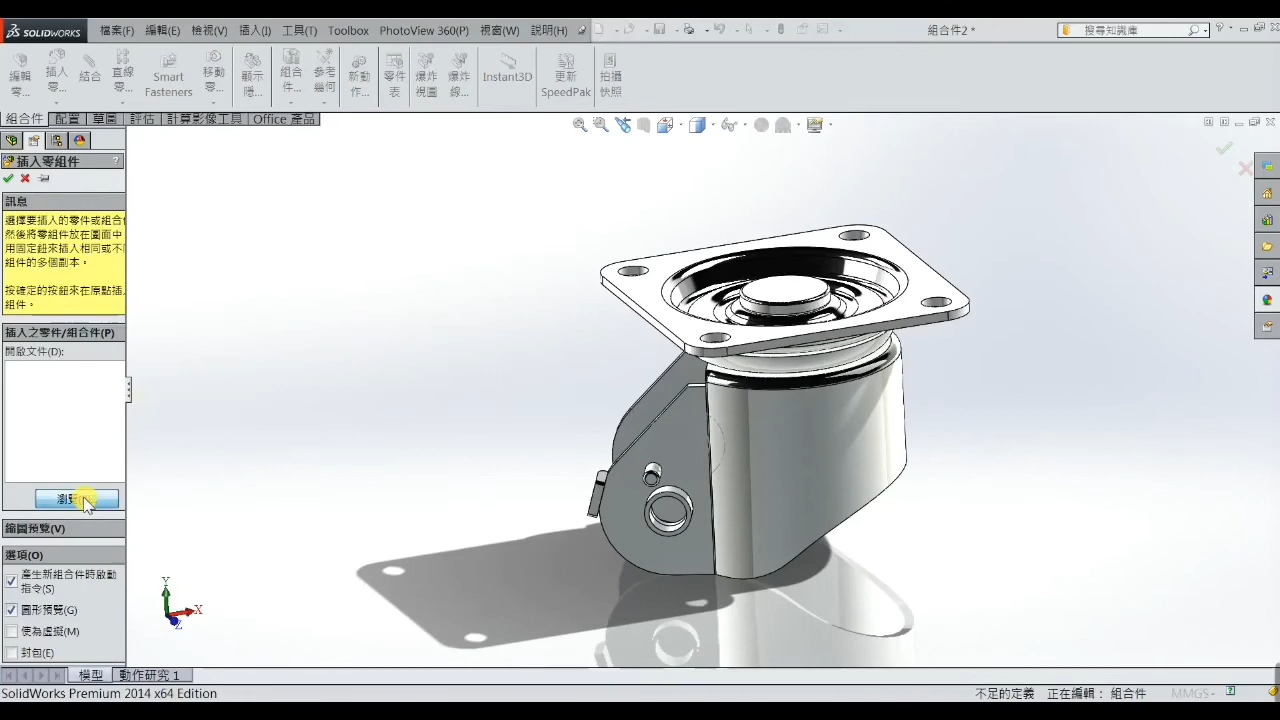 SOLIDWORKS 檔案(F) 編輯(E) 檢視(V) 插入(I) 工具(T) Toolbox PhotoView 360(P) 視窗(W) 說明(H) 組合件2 * 搜尋知識庫
編輯零... 插入零... 結合 直線零... Smart Fasteners 移動零... 顯示隱... 組合件... 參考幾何 新動作... 零件表 爆炸視圖 爆炸線... Instant3D 更新 SpeedPak 拍攝快照
組合件 配置 草圖 評估 計算影像工具 Office 產品
插入零組件 ?
訊息
選擇要插入的零件或組合件
然後將零組件放在圖面中
用固定鈕來插入相同或不同
組件的多個副本。
按確定的按鈕來在原點插入
組件。
插入之零件/組合件(P)
開啟文件(D):
瀏覽
縮圖預覽(V)
選項(O)
產生新組合件時啟動
指令(S)
圖形預覽(G)
使為虛擬(M)
封包(E)
Y
X
Z
模型 動作研究 1
SolidWorks Premium 2014 x64 Edition 不足的定義 正在編輯： 組合件 MMGS